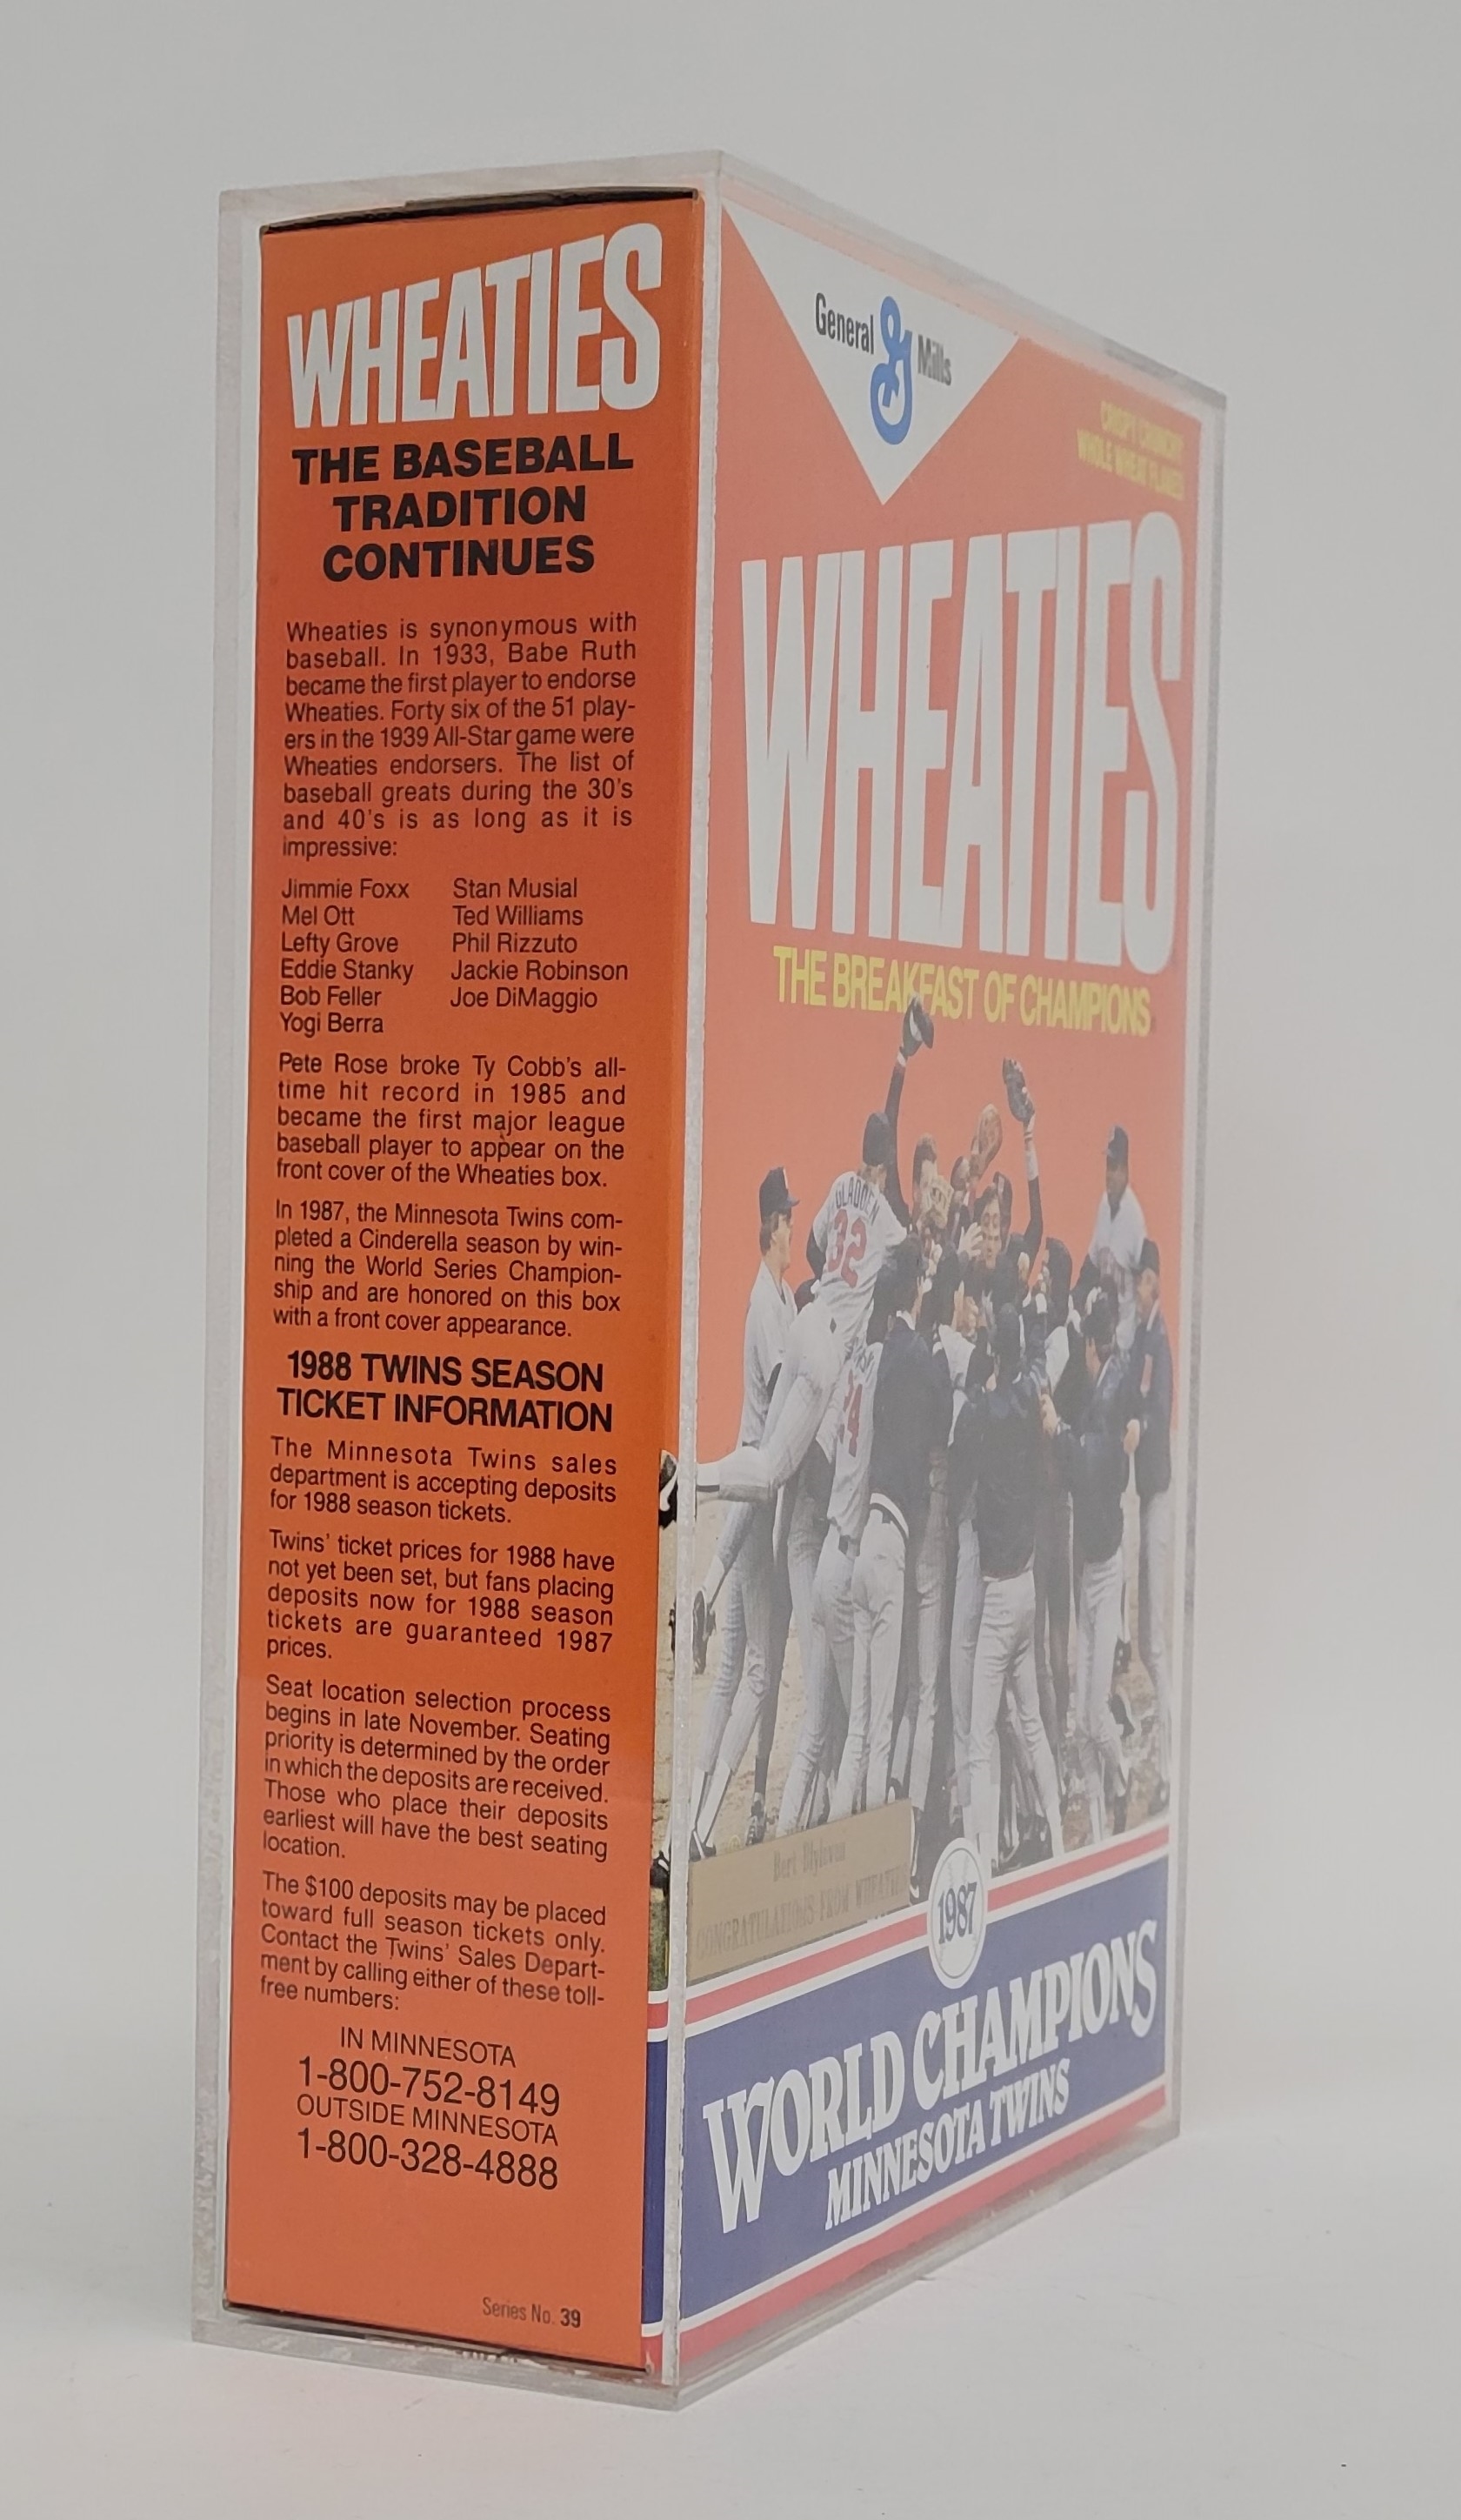 WHEATIES
THE BASEBALL
TRADITION
CONTINUES
Wheaties is synonymous with
baseball. In 1933, Babe Ruth
became the first player to endorse
Wheaties. Forty six of the 51 play-
ers in the 1939 All-Star game were
Wheaties endorsers. The list of
baseball greats during the 30's
and 40's is as long as it is
impressive:
Jimmie Foxx
Mel Ott
Lefty Grove
Eddie Stanky
Bob Feller
Yogi Berra
Stan Musial
Ted Williams
Phil Rizzuto
Jackie Robinson
Joe DiMaggio
Pete Rose broke Ty Cobb's all-
time hit record in 1985 and
became the first major league
baseball player to appear on the
front cover of the Wheaties box.
In 1987, the Minnesota Twins com-
pleted a Cinderella season by win-
ning the World Series Champion-
ship and are honored on this box
with a front cover appearance.
1988 TWINS SEASON
TICKET INFORMATION
The Minnesota Twins sales
department is accepting deposits
for 1988 season tickets.
Twins' ticket prices for 1988 have
not yet been set, but fans placing
deposits now for 1988 season
tickets are guaranteed 1987
prices.
Seat location selection process
begins in late November. Seating
priority is determined by the order
in which the deposits are received.
Those who place their deposits
earliest will have the best seating
location.
The $100 deposits may be placed
toward full season tickets only.
Contact the Twins' Sales Depart-
ment by calling either of these toll-
free numbers:
IN MINNESOTA
1-800-752-8149
OUTSIDE MINNESOTA
1-800-328-4888
Series No. 39
General G Mills
CRISPY CRUNCHY
WHOLE WHEAT FLAKES
WHEATIES
THE BREAKFAST OF CHAMPIONS
GLADDEN
32
24
Bert Blyleven
CONGRATULATIONS FROM WHEATIES
1987
WORLD CHAMPIONS
MINNESOTA TWINS